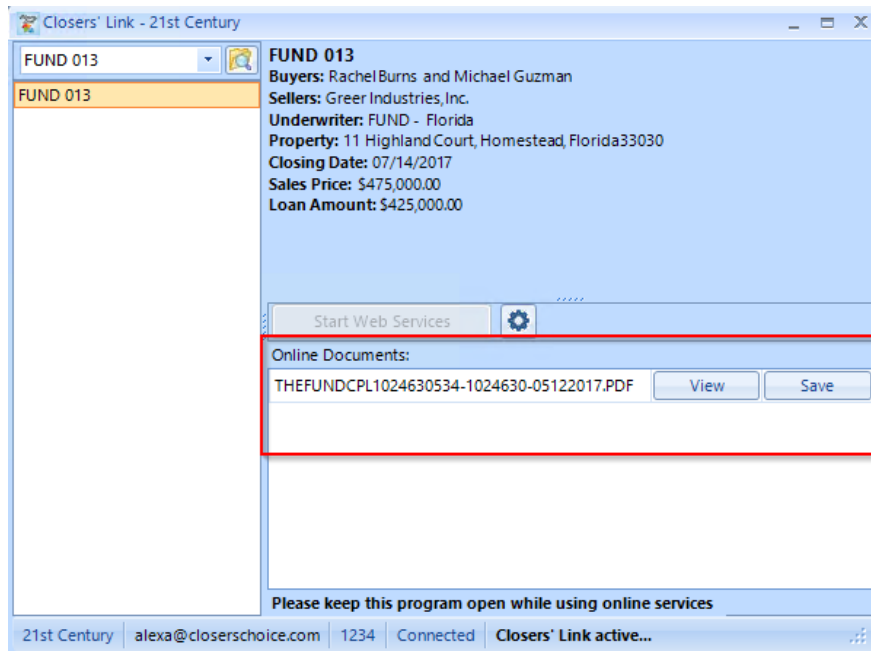 Closers' Link - 21st Century
FUND 013
FUND 013
FUND 013
Buyers: Rachel Burns and Michael Guzman
Sellers: Greer Industries, Inc.
Underwriter: FUND - Florida
Property: 11 Highland Court, Homestead, Florida33030
Closing Date: 07/14/2017
Sales Price: $475,000.00
Loan Amount: $425,000.00
Start Web Services
Online Documents:
THEFUNDCPL1024630534-1024630-05122017.PDF View Save
Please keep this program open while using online services
21st Century alexa@closerschoice.com 1234 Connected Closers' Link active...